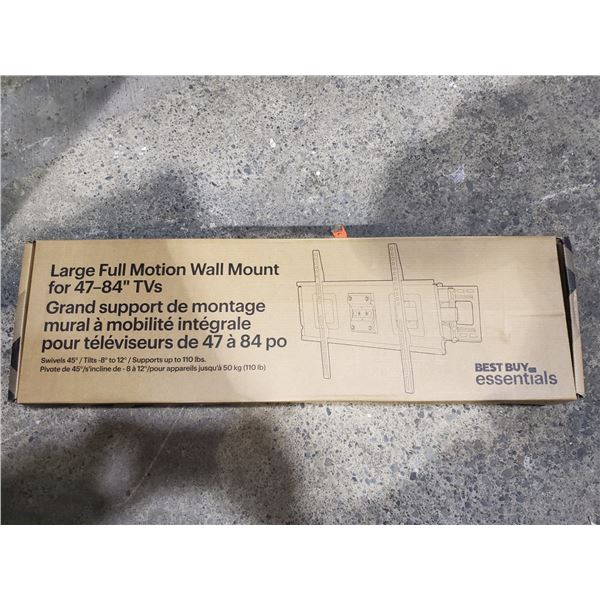 Large Full Motion Wall Mount
for 47–84" TVs
Grand support de montage
mural à mobilité intégrale
pour téléviseurs de 47 à 84 po
Swivels 45° / Tilts -8° to 12° / Supports up to 110 lbs.
Pivote de 45°/s'incline de - 8 à 12°/pour appareils jusqu'à 50 kg (110 lb)
BEST BUY
essentials